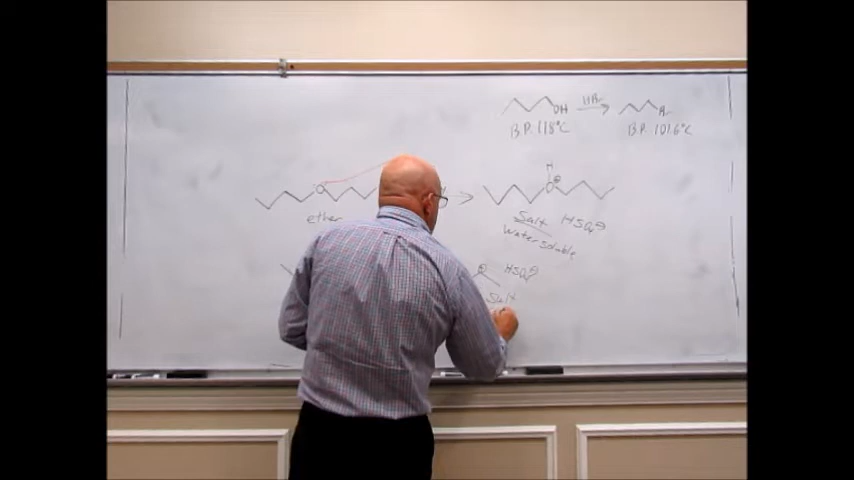 OH HBr Br
B.P. 118°C B.P. 101.6°C
H
O O ⊕
ether
Salt HSO₄⊖
Water soluble
⊕ HSO₄⊖
Salt